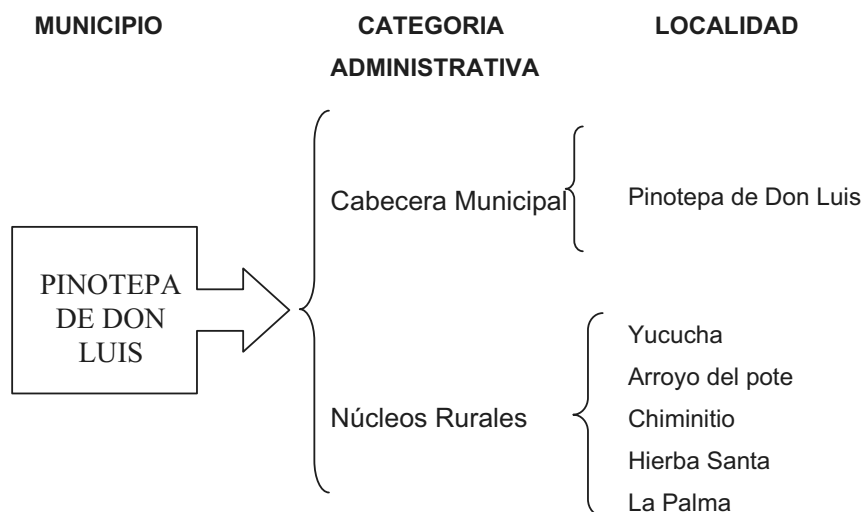 MUNICIPIO
CATEGORIA
ADMINISTRATIVA
LOCALIDAD
PINOTEPA
DE DON
LUIS
Cabecera Municipal
Pinotepa de Don Luis
Núcleos Rurales
Yucucha
Arroyo del pote
Chiminitio
Hierba Santa
La Palma